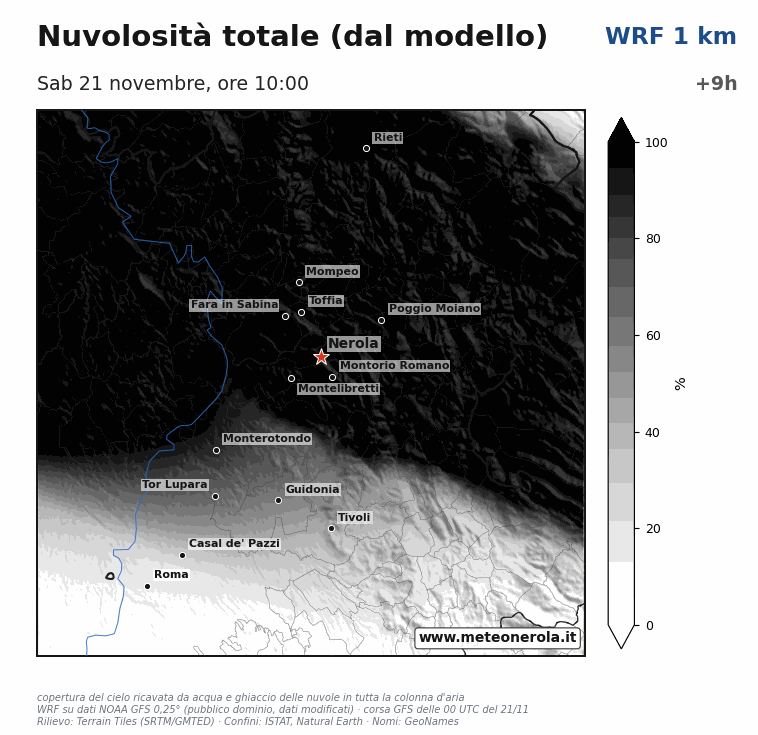 Nuvolosità totale (dal modello)
WRF 1 km
Sab 21 novembre, ore 10:00
+9h
Rieti
Mompeo
Toffia
Fara in Sabina
Poggio Moiano
Nerola
Montorio Romano
Montelibretti
Monterotondo
Tor Lupara
Guidonia
Tivoli
Casal de' Pazzi
Roma
www.meteonerola.it
100
80
60
40
20
0
%
copertura del cielo ricavata da acqua e ghiaccio delle nuvole in tutta la colonna d'aria
WRF su dati NOAA GFS 0,25° (pubblico dominio, dati modificati) · corsa GFS delle 00 UTC del 21/11
Rilievo: Terrain Tiles (SRTM/GMTED) · Confini: ISTAT, Natural Earth · Nomi: GeoNames